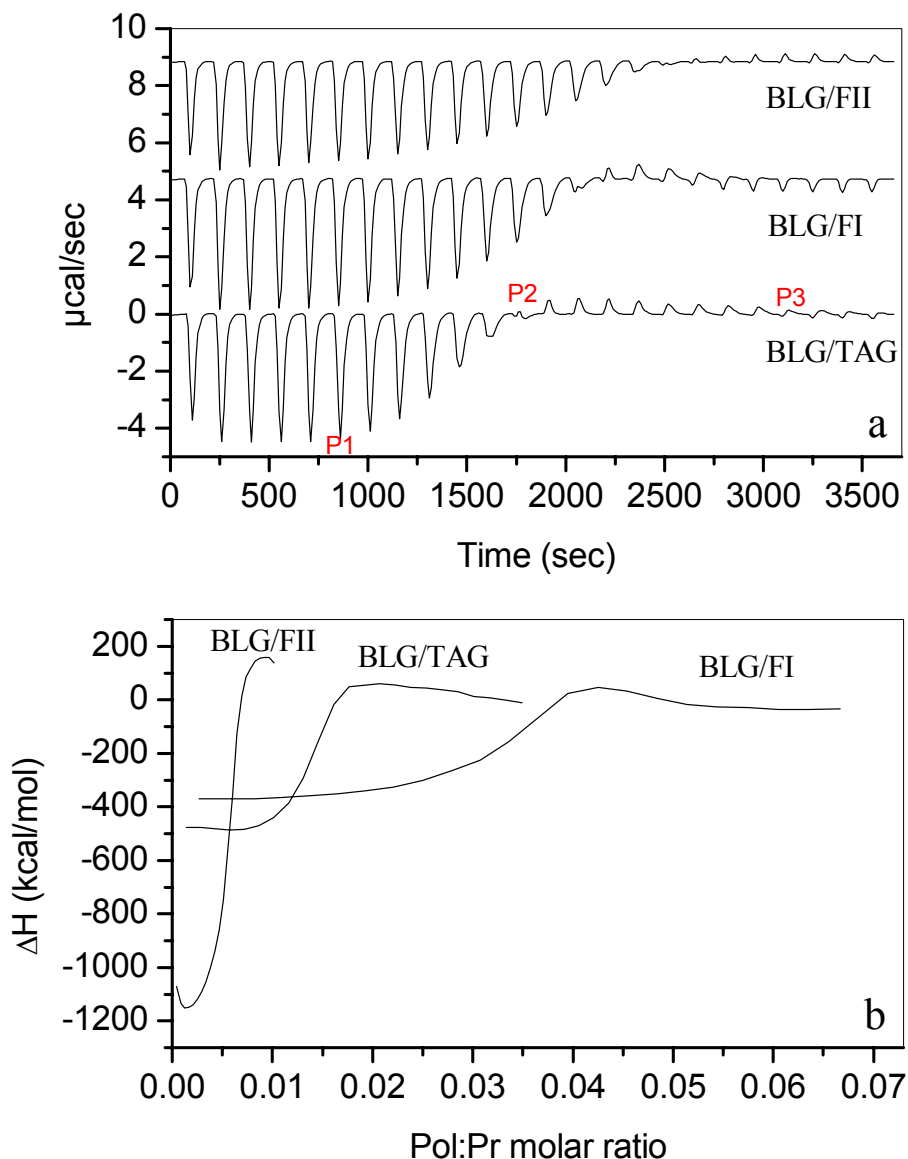 10
8
6
4
2
0
-2
-4
µcal/sec
BLG/FII
BLG/FI
BLG/TAG
P1
P2
P3
a
0 500 1000 1500 2000 2500 3000 3500
Time (sec)
200
0
-200
-400
-600
-800
-1000
-1200
ΔH (kcal/mol)
BLG/FII
BLG/TAG
BLG/FI
b
0.00 0.01 0.02 0.03 0.04 0.05 0.06 0.07
Pol:Pr molar ratio